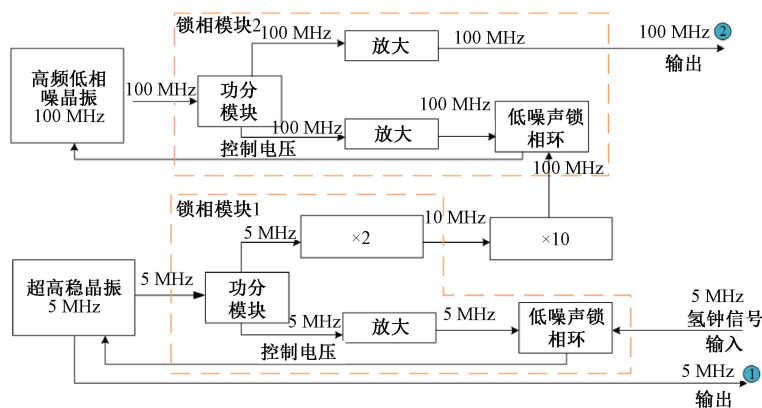 锁相模块2
100 MHz
放大
100 MHz
100 MHz
2
输出
高频低相
噪晶振
100 MHz
100 MHz
功分
模块
100 MHz
放大
100 MHz
低噪声锁
相环
控制电压
100 MHz
锁相模块1
5 MHz
×2
10 MHz
×10
超高稳晶振
5 MHz
5 MHz
功分
模块
5 MHz
放大
5 MHz
低噪声锁
相环
5 MHz
氢钟信号
输入
控制电压
5 MHz
1
输出